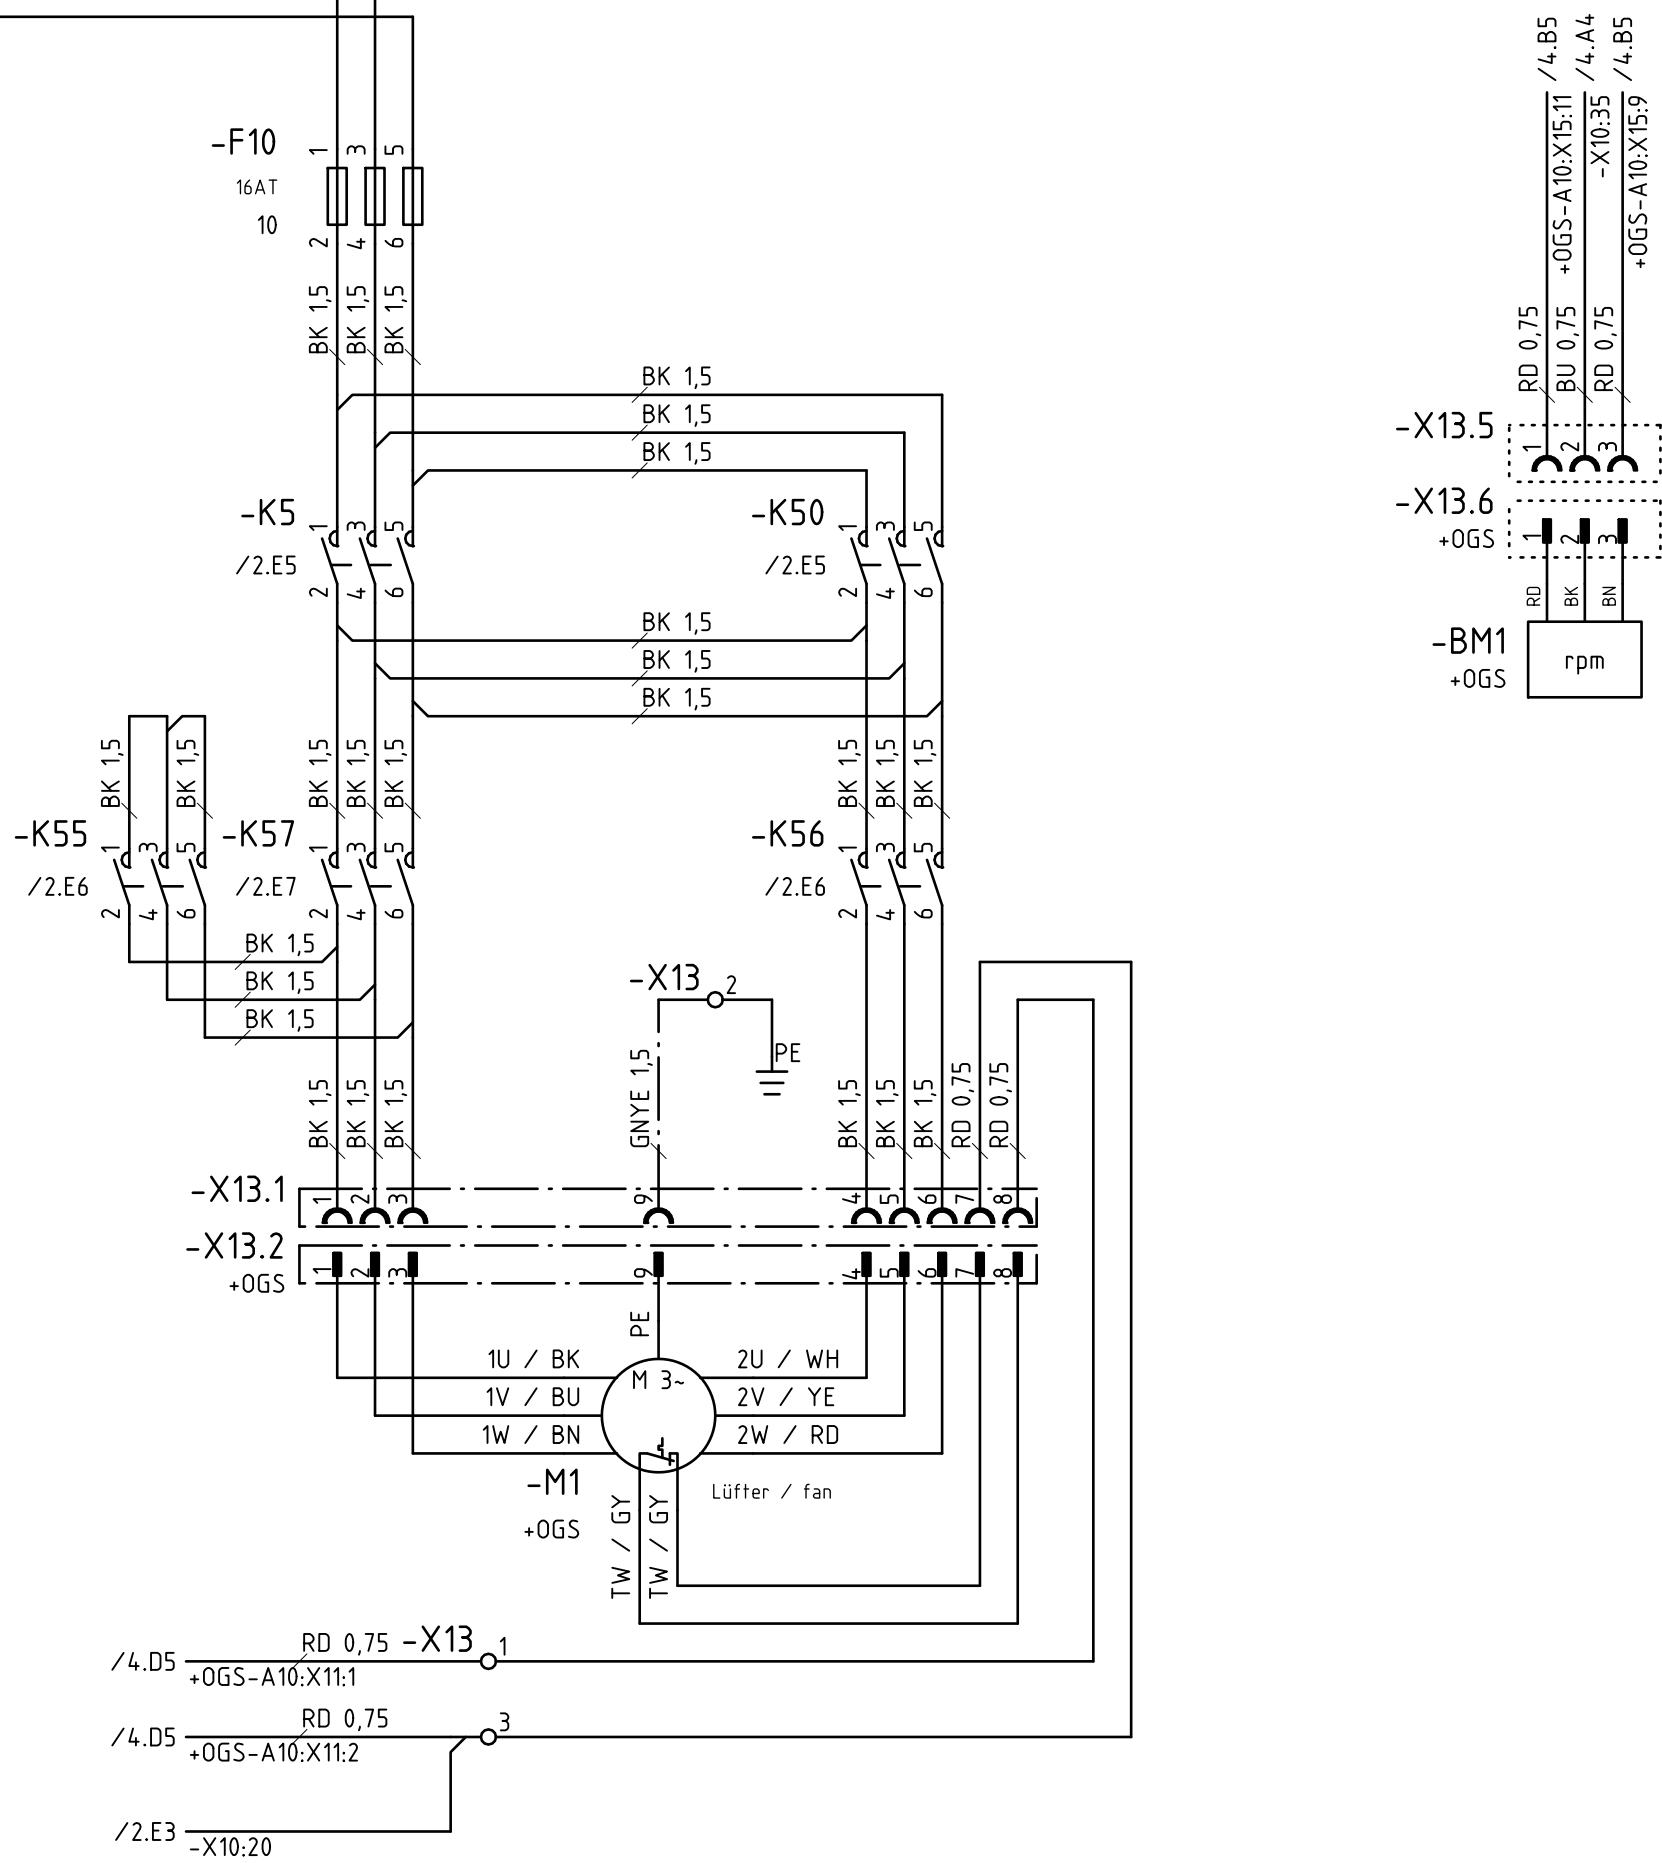 /4.B5 /4.A4 /4.B5
+OGS-A10:X15:11 -X10:35 +OGS-A10:X15:9
RD 0,75 BU 0,75 RD 0,75
-X13.5 1 2 3
-X13.6 1 2 3
+OGS
RD BK BN
-BM1 rpm
+OGS
-F10 1 3 5
16AT
10 2 4 6
BK 1,5 BK 1,5 BK 1,5
BK 1,5
BK 1,5
BK 1,5
-K5 1 3 5
/2.E5 2 4 6
-K50 1 3 5
/2.E5 2 4 6
BK 1,5
BK 1,5
BK 1,5
BK 1,5 BK 1,5 BK 1,5 BK 1,5 BK 1,5 BK 1,5 BK 1,5 BK 1,5
-K55 1 3 5
/2.E6 2 4 6
-K57 1 3 5
/2.E7 2 4 6
-K56 1 3 5
/2.E6 2 4 6
BK 1,5
BK 1,5
BK 1,5
-X13 2
PE
BK 1,5 BK 1,5 BK 1,5 GNYE 1,5 BK 1,5 BK 1,5 BK 1,5 RD 0,75 RD 0,75
-X13.1 1 2 3 9 4 5 6 7 8
-X13.2 1 2 3 9 4 5 6 7 8
+OGS
PE
1U / BK M 3~ 2U / WH
1V / BU 2V / YE
1W / BN 2W / RD
-M1 Lüfter / fan
+OGS
TW / GY TW / GY
/4.D5 RD 0,75 -X13 1
+OGS-A10:X11:1
/4.D5 RD 0,75 3
+OGS-A10:X11:2
/2.E3
-X10:20